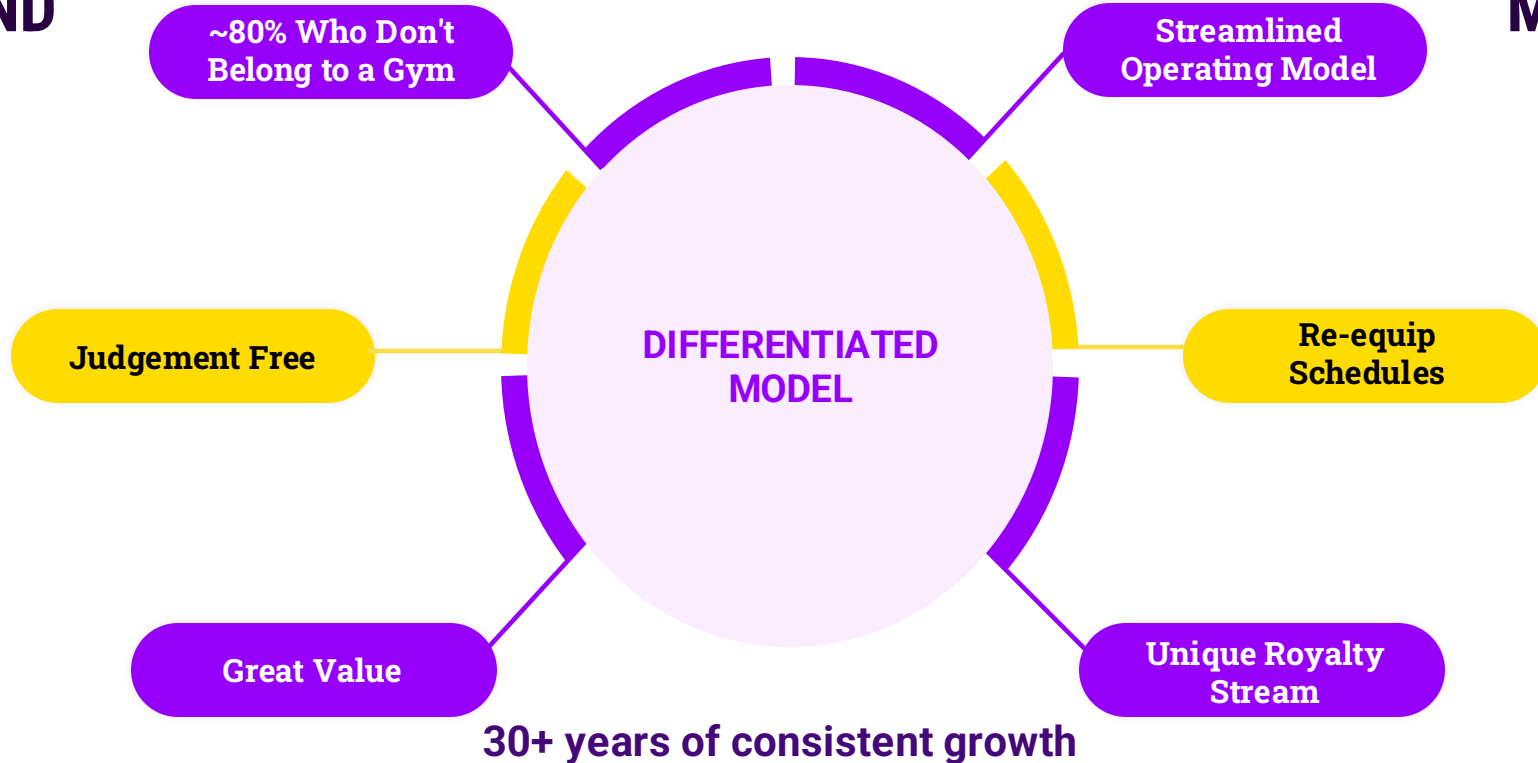 ND
~80% Who Don't
Belong to a Gym
Streamlined
Operating Model
Judgement Free
DIFFERENTIATED
MODEL
Re-equip
Schedules
Great Value
Unique Royalty
Stream
30+ years of consistent growth